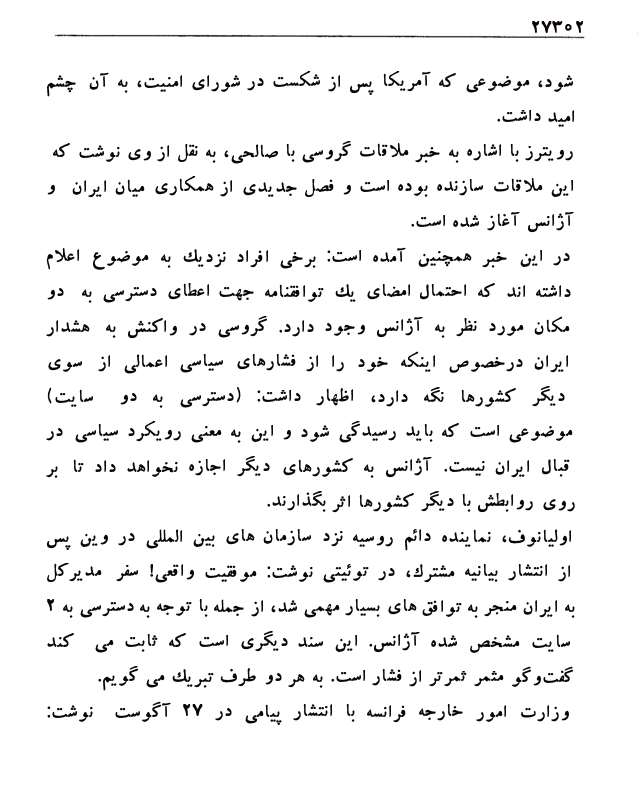 ۲۷۳۰۲
شود، موضوعی که آمریکا پس از شکست در شورای امنیت، به آن چشم
امید داشت.
رویترز با اشاره به خبر ملاقات گروسی با صالحی، به نقل از وی نوشت که
این ملاقات سازنده بوده است و فصل جدیدی از همکاری میان ایران و
آژانس آغاز شده است.
در این خبر همچنین آمده است: برخی افراد نزدیك به موضوع اعلام
داشته اند که احتمال امضای یك توافقنامه جهت اعطای دسترسی به دو
مکان مورد نظر به آژانس وجود دارد. گروسی در واکنش به هشدار
ایران درخصوص اینکه خود را از فشارهای سیاسی اعمالی از سوی
دیگر کشورها نگه دارد، اظهار داشت: (دسترسی به دو سایت)
موضوعی است که باید رسیدگی شود و این به معنی رویکرد سیاسی در
قبال ایران نیست. آژانس به کشورهای دیگر اجازه نخواهد داد تا بر
روی روابطش با دیگر کشورها اثر بگذارند.
اولیانوف، نماینده دائم روسیه نزد سازمان های بین المللی در وین پس
از انتشار بیانیه مشترك، در توئیتی نوشت: موفقیت واقعی! سفر مدیرکل
به ایران منجر به توافق های بسیار مهمی شد، از جمله با توجه به دسترسی به ۲
سایت مشخص شده آژانس. این سند دیگری است که ثابت می کند
گفت‌وگو مثمر ثمرتر از فشار است. به هر دو طرف تبریك می گویم.
وزارت امور خارجه فرانسه با انتشار پیامی در ۲۷ آگوست نوشت: